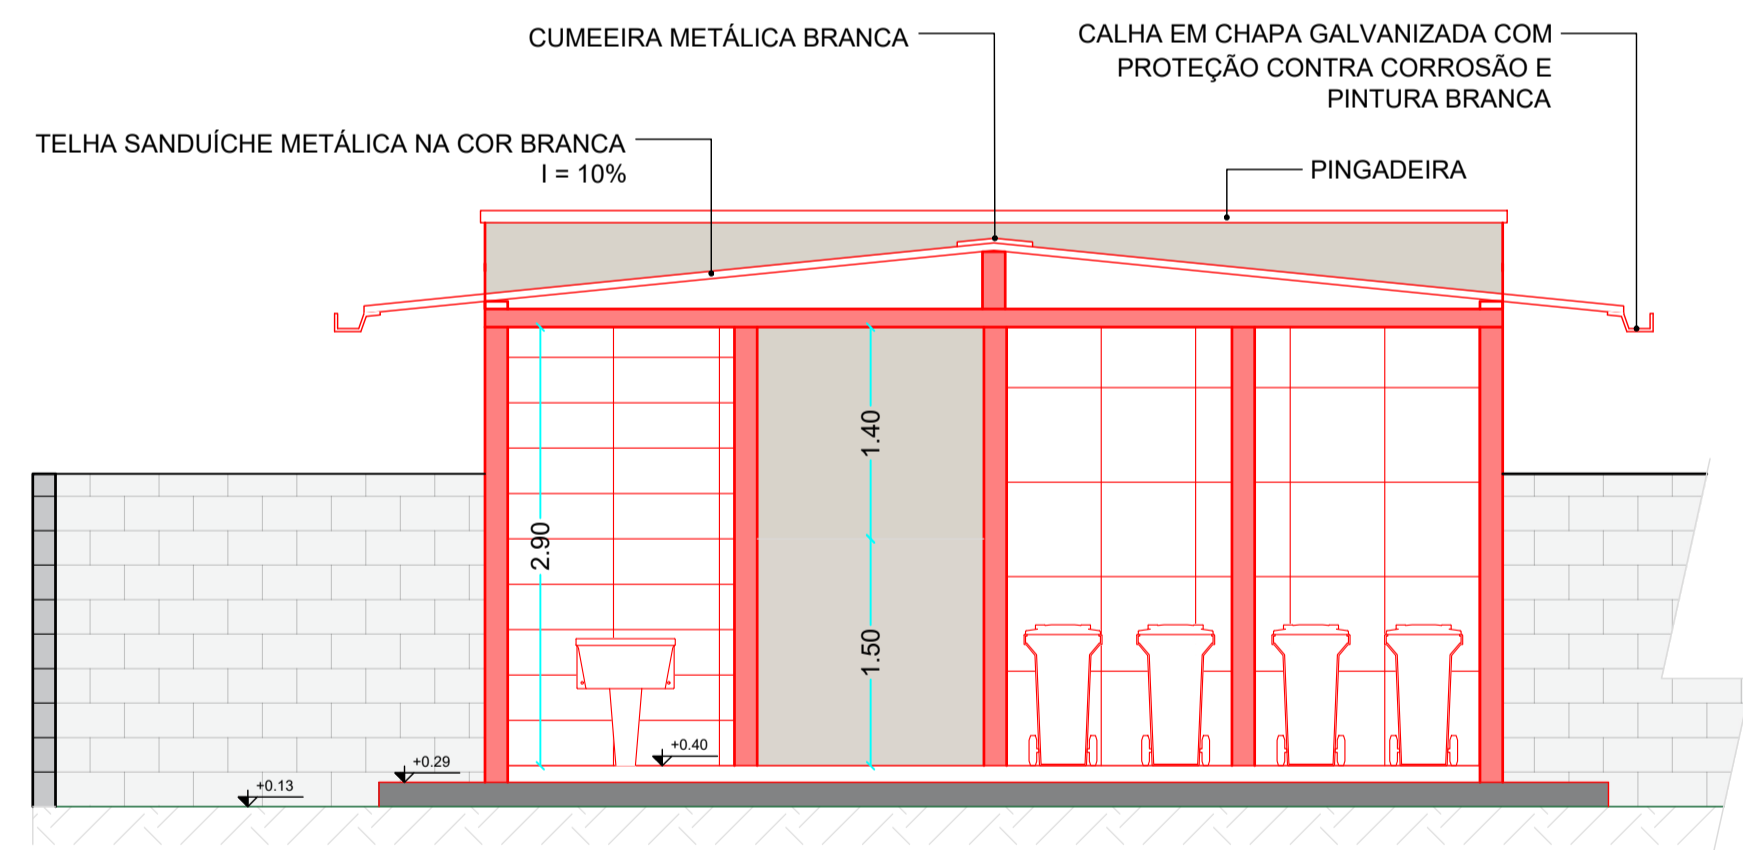 CUMEEIRA METÁLICA BRANCA
CALHA EM CHAPA GALVANIZADA COM
PROTEÇÃO CONTRA CORROSÃO E
PINTURA BRANCA
TELHA SANDUÍCHE METÁLICA NA COR BRANCA
I = 10%
PINGADEIRA
1.40
2.90
1.50
+0.40
+0.29
+0.13